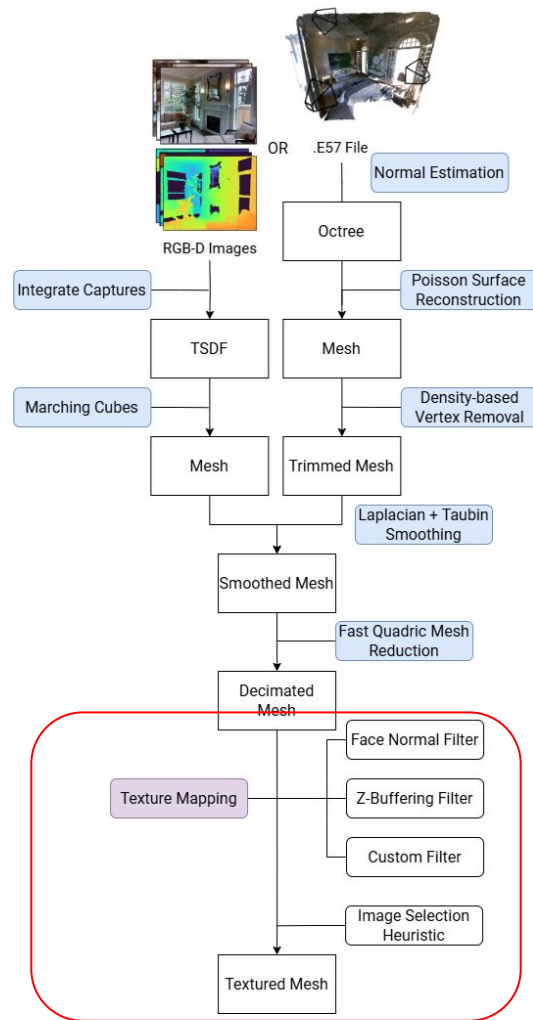 OR
.E57 File
Normal Estimation
RGB-D Images
Octree
Integrate Captures
Poisson Surface
Reconstruction
TSDF
Mesh
Marching Cubes
Density-based
Vertex Removal
Mesh
Trimmed Mesh
Laplacian + Taubin
Smoothing
Smoothed Mesh
Fast Quadric Mesh
Reduction
Decimated
Mesh
Face Normal Filter
Texture Mapping
Z-Buffering Filter
Custom Filter
Image Selection
Heuristic
Textured Mesh